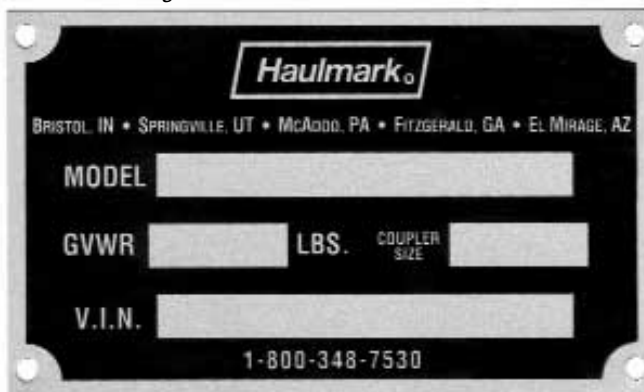 Haulmark®
BRISTOL, IN • SPRINGVILLE, UT • MCADOO, PA • FITZGERALD, GA • EL MIRAGE, AZ
MODEL
GVWR LBS. COUPLER SIZE
V.I.N.
1-800-348-7530